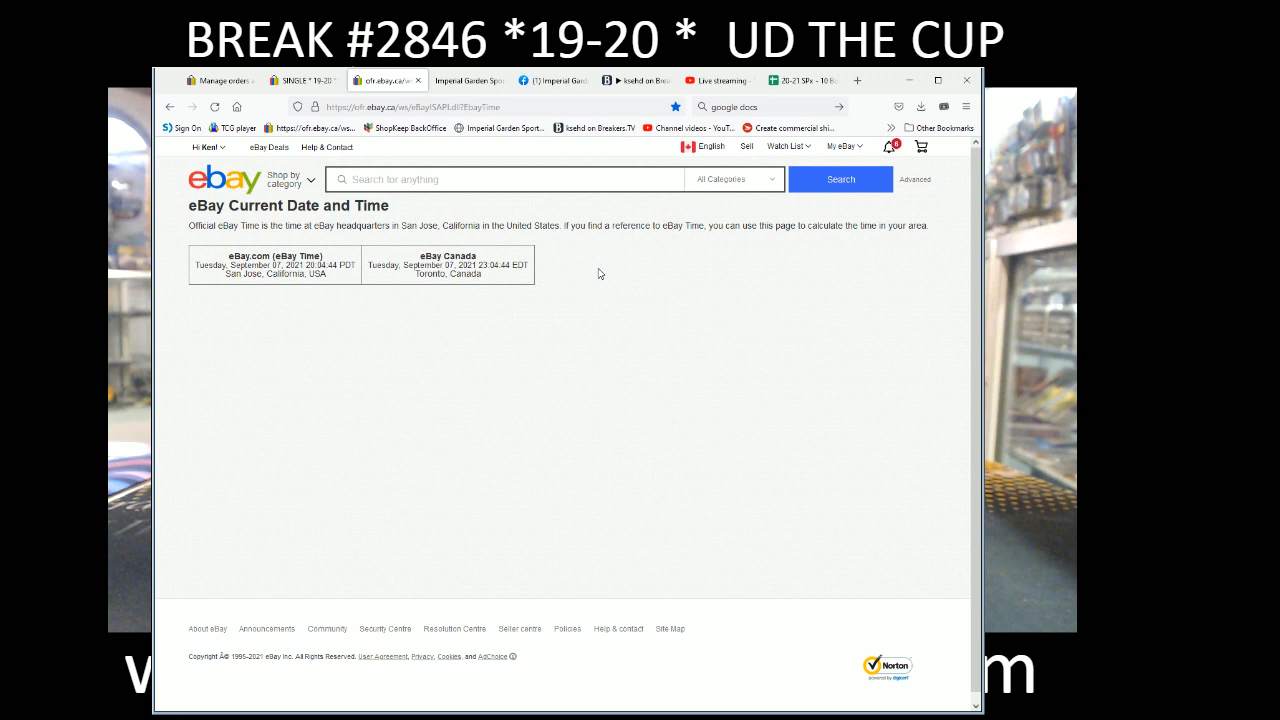 BREAK #2846 *19-20 * UD THE CUP
Manage orders a
SINGLE * 19-20 *
ofr.ebay.ca/ws
Imperial Garden Spo
(1) Imperial Gard
ksehd on Brea
Live streaming -
20-21 SPx - 10 B
https://ofr.ebay.ca/ws/eBayISAPI.dll?EbayTime
google docs
Sign On
TCG player
https://ofr.ebay.ca/ws...
ShopKeep BackOffice
Imperial Garden Sport...
ksehd on Breakers.TV
Channel videos - YouT...
Create commercial shi...
Other Bookmarks
Hi Ken!
eBay Deals
Help & Contact
English
Sell
Watch List
My eBay
6
ebay
Shop by
category
Search for anything
All Categories
Search
Advanced
eBay Current Date and Time
Official eBay Time is the time at eBay headquarters in San Jose, California in the United States. If you find a reference to eBay Time, you can use this page to calculate the time in your area.
eBay.com (eBay Time)
Tuesday, September 07, 2021 20:04:44 PDT
San Jose, California, USA
eBay Canada
Tuesday, September 07, 2021 23:04:44 EDT
Toronto, Canada
About eBay
Announcements
Community
Security Centre
Resolution Centre
Seller centre
Policies
Help & contact
Site Map
Copyright Â© 1995-2021 eBay Inc. All Rights Reserved. User Agreement, Privacy, Cookies, and AdChoice
Norton
powered by digicert
w
m